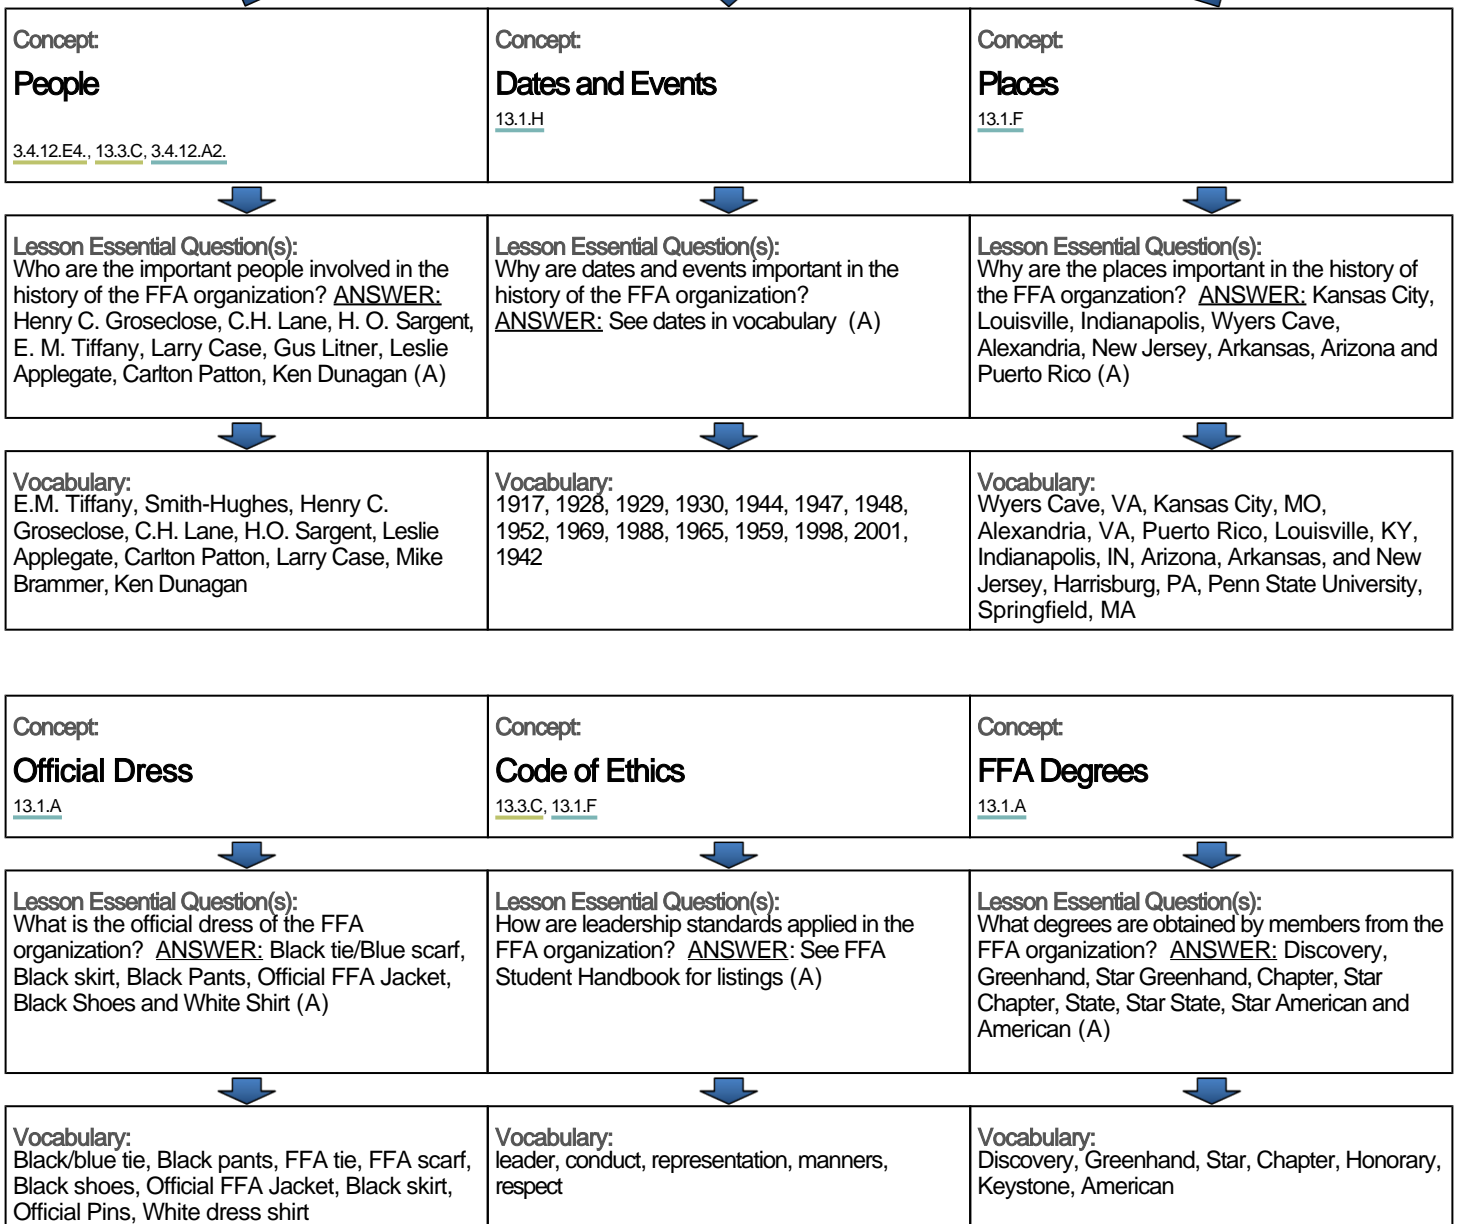 Concept:
People
3.4.12.E4., 13.3.C, 3.4.12.A2.
Concept:
Dates and Events
13.1.H
Concept:
Places
13.1.F
Lesson Essential Question(s):
Who are the important people involved in the
history of the FFA organization? ANSWER:
Henry C. Groseclose, C.H. Lane, H. O. Sargent,
E. M. Tiffany, Larry Case, Gus Litner, Leslie
Applegate, Carlton Patton, Ken Dunagan (A)
Lesson Essential Question(s):
Why are dates and events important in the
history of the FFA organization?
ANSWER: See dates in vocabulary (A)
Lesson Essential Question(s):
Why are the places important in the history of
the FFA organzation? ANSWER: Kansas City,
Louisville, Indianapolis, Wyers Cave,
Alexandria, New Jersey, Arkansas, Arizona and
Puerto Rico (A)
Vocabulary:
E.M. Tiffany, Smith-Hughes, Henry C.
Groseclose, C.H. Lane, H.O. Sargent, Leslie
Applegate, Carlton Patton, Larry Case, Mike
Brammer, Ken Dunagan
Vocabulary:
1917, 1928, 1929, 1930, 1944, 1947, 1948,
1952, 1969, 1988, 1965, 1959, 1998, 2001,
1942
Vocabulary:
Wyers Cave, VA, Kansas City, MO,
Alexandria, VA, Puerto Rico, Louisville, KY,
Indianapolis, IN, Arizona, Arkansas, and New
Jersey, Harrisburg, PA, Penn State University,
Springfield, MA
Concept:
Official Dress
13.1.A
Concept:
Code of Ethics
13.3.C, 13.1.F
Concept:
FFA Degrees
13.1.A
Lesson Essential Question(s):
What is the official dress of the FFA
organization? ANSWER: Black tie/Blue scarf,
Black skirt, Black Pants, Official FFA Jacket,
Black Shoes and White Shirt (A)
Lesson Essential Question(s):
How are leadership standards applied in the
FFA organization? ANSWER: See FFA
Student Handbook for listings (A)
Lesson Essential Question(s):
What degrees are obtained by members from the
FFA organization? ANSWER: Discovery,
Greenhand, Star Greenhand, Chapter, Star
Chapter, State, Star State, Star American and
American (A)
Vocabulary:
Black/blue tie, Black pants, FFA tie, FFA scarf,
Black shoes, Official FFA Jacket, Black skirt,
Official Pins, White dress shirt
Vocabulary:
leader, conduct, representation, manners,
respect
Vocabulary:
Discovery, Greenhand, Star, Chapter, Honorary,
Keystone, American